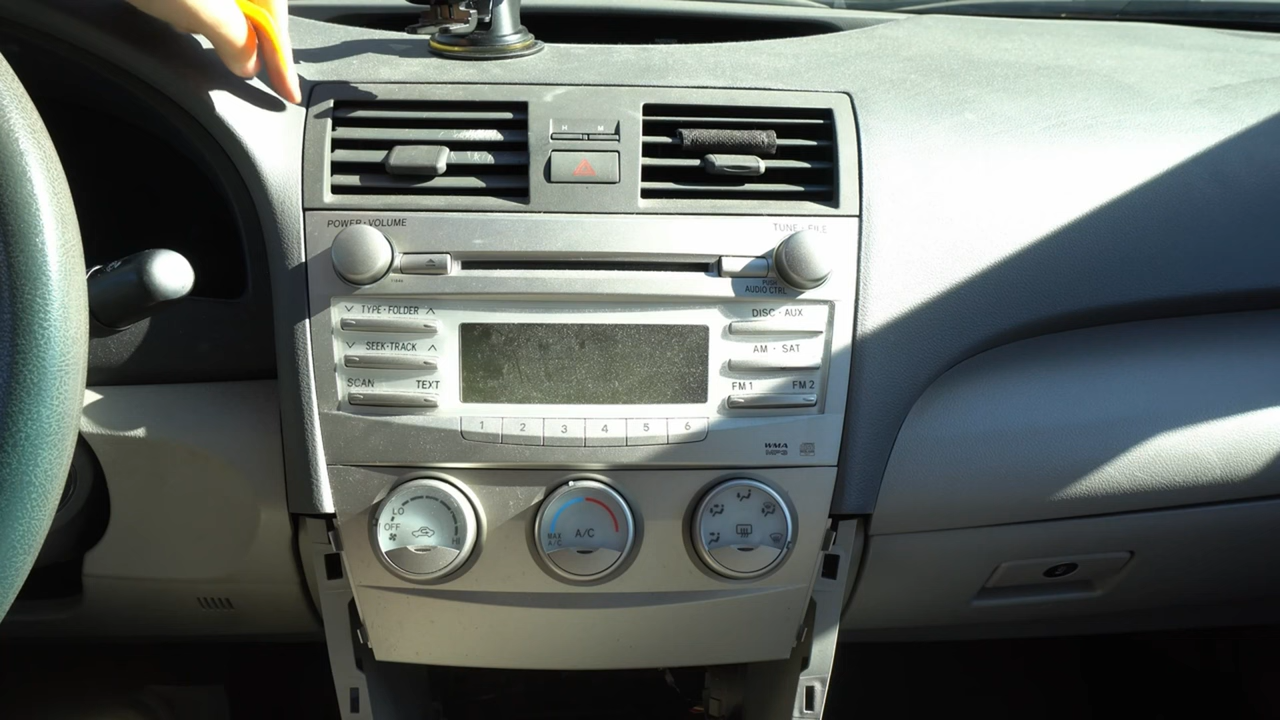 H M
POWER•VOLUME
TUNE•FILE
PUSH
AUDIO CTRL
TYPE•FOLDER
DISC•AUX
SEEK•TRACK
AM•SAT
SCAN TEXT
FM1 FM2
1 2 3 4 5 6
WMA
MP3
LO
OFF
HI
MAX
A/C
A/C